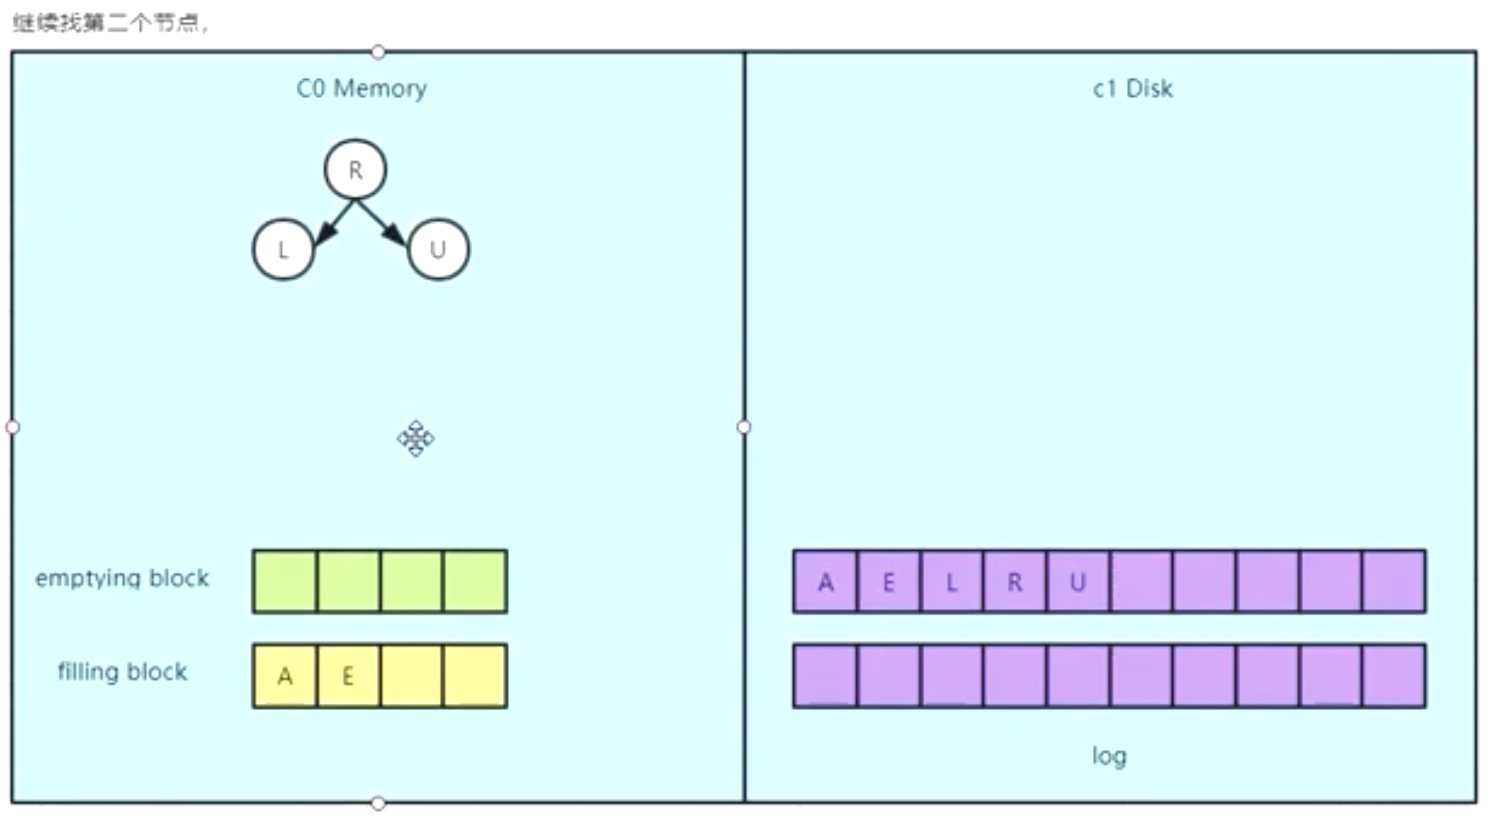 继续找第二个节点,
C0 Memory
c1 Disk
R
L
U
emptying block
A E L R U
filling block
A E
log